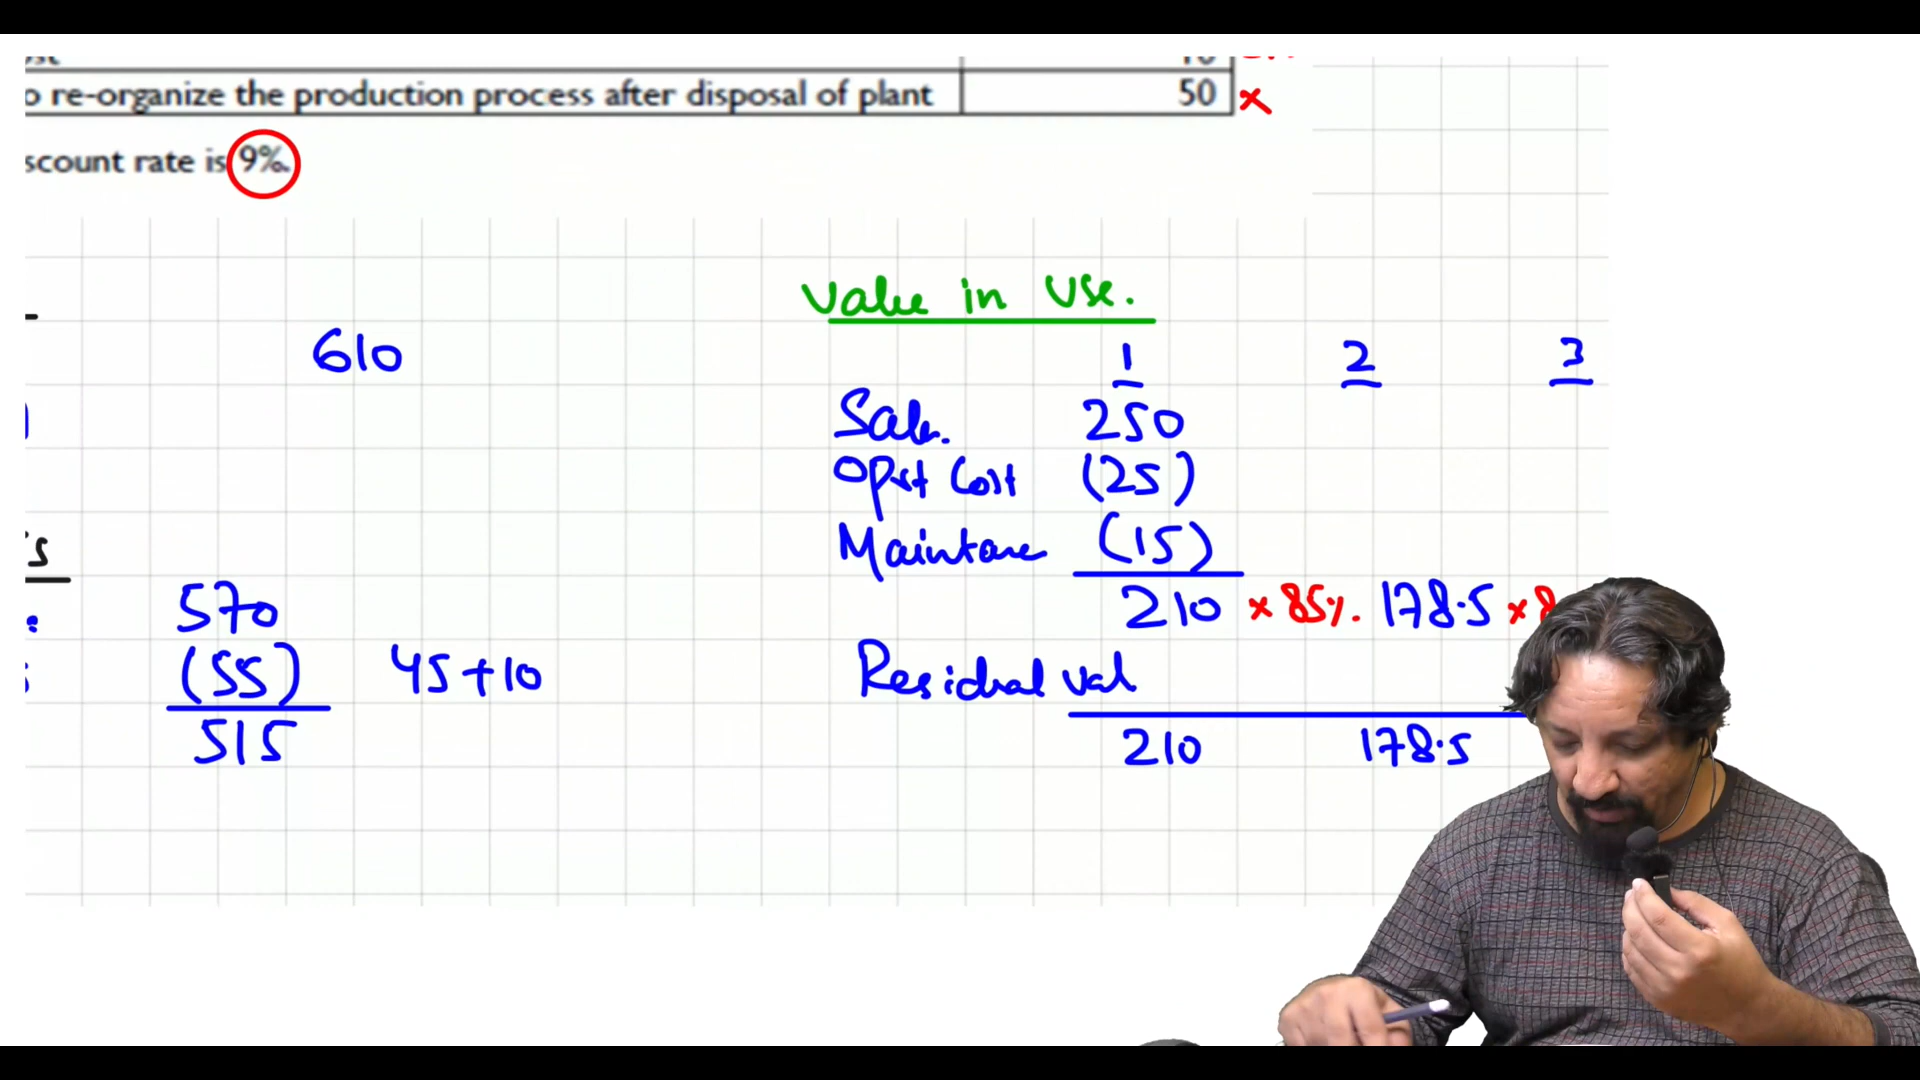 o re-organize the production process after disposal of plant 50 x
scount rate is 9%.
Value in Use.
610
1 2 3
Sale. 250
Oprt Cost (25)
's
Maintane (15)
570
210 x 85%. 178.5 x 8
(55) 45+10
Residual val
515
210 178.5